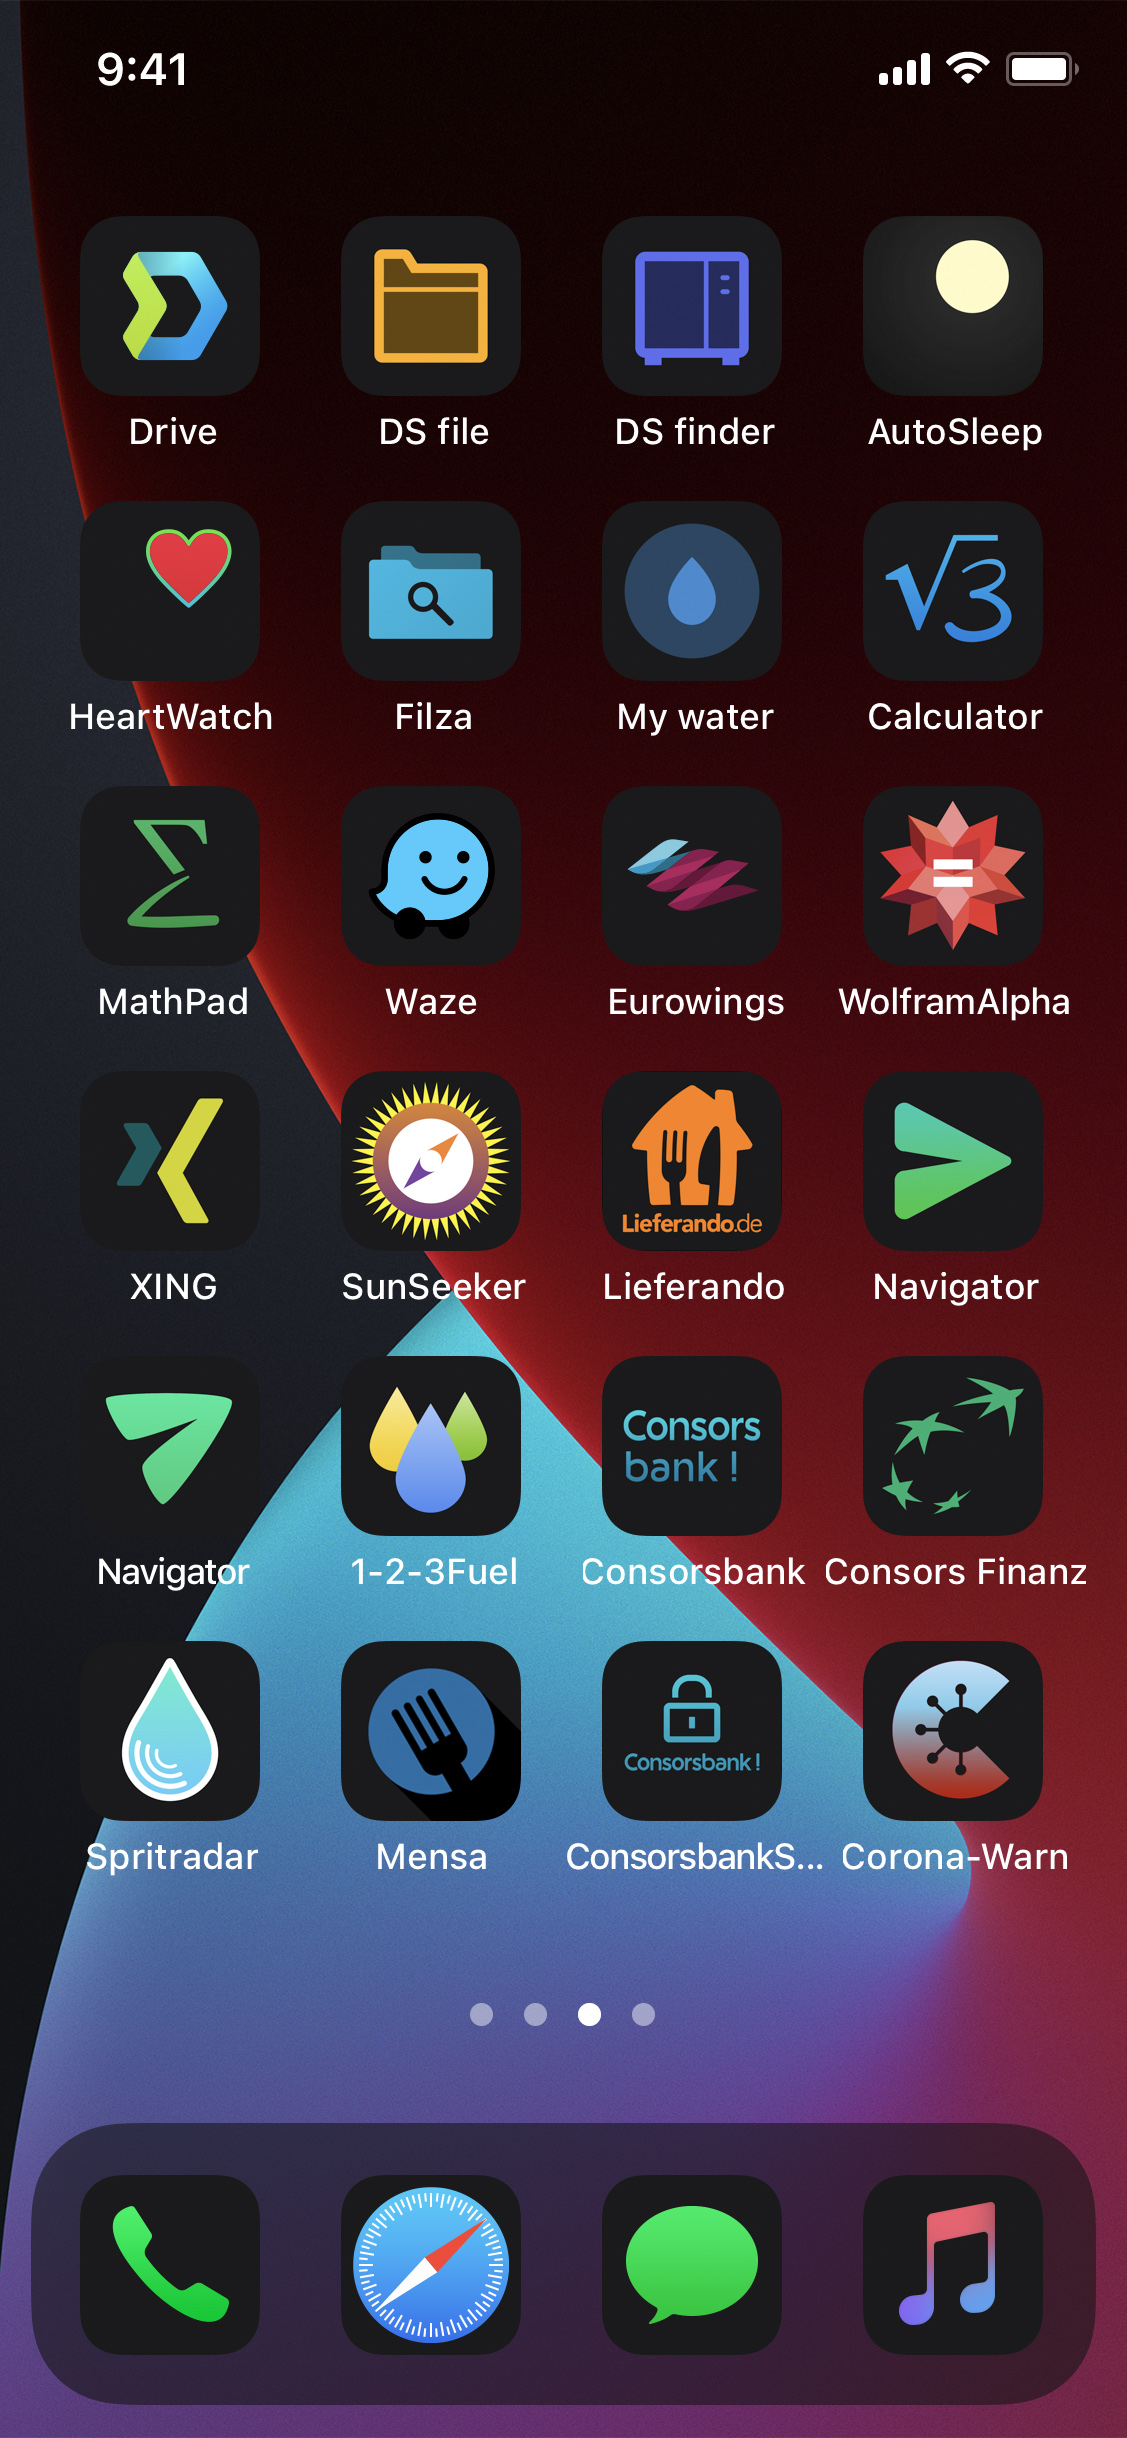 9:41
Drive
DS file
DS finder
AutoSleep
HeartWatch
Filza
My water
√3
Calculator
Σ
MathPad
Waze
Eurowings
=
WolframAlpha
XING
SunSeeker
Lieferando.de
Lieferando
Navigator
Navigator
1-2-3Fuel
Consors
bank !
Consorsbank
Consors Finanz
Spritradar
Mensa
Consorsbank !
ConsorsbankS...
Corona-Warn